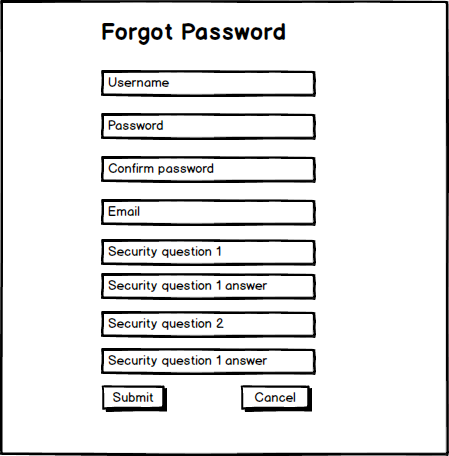 Forgot Password
Username
Password
Confirm password
Email
Security question 1
Security question 1 answer
Security question 2
Security question 1 answer
Submit
Cancel